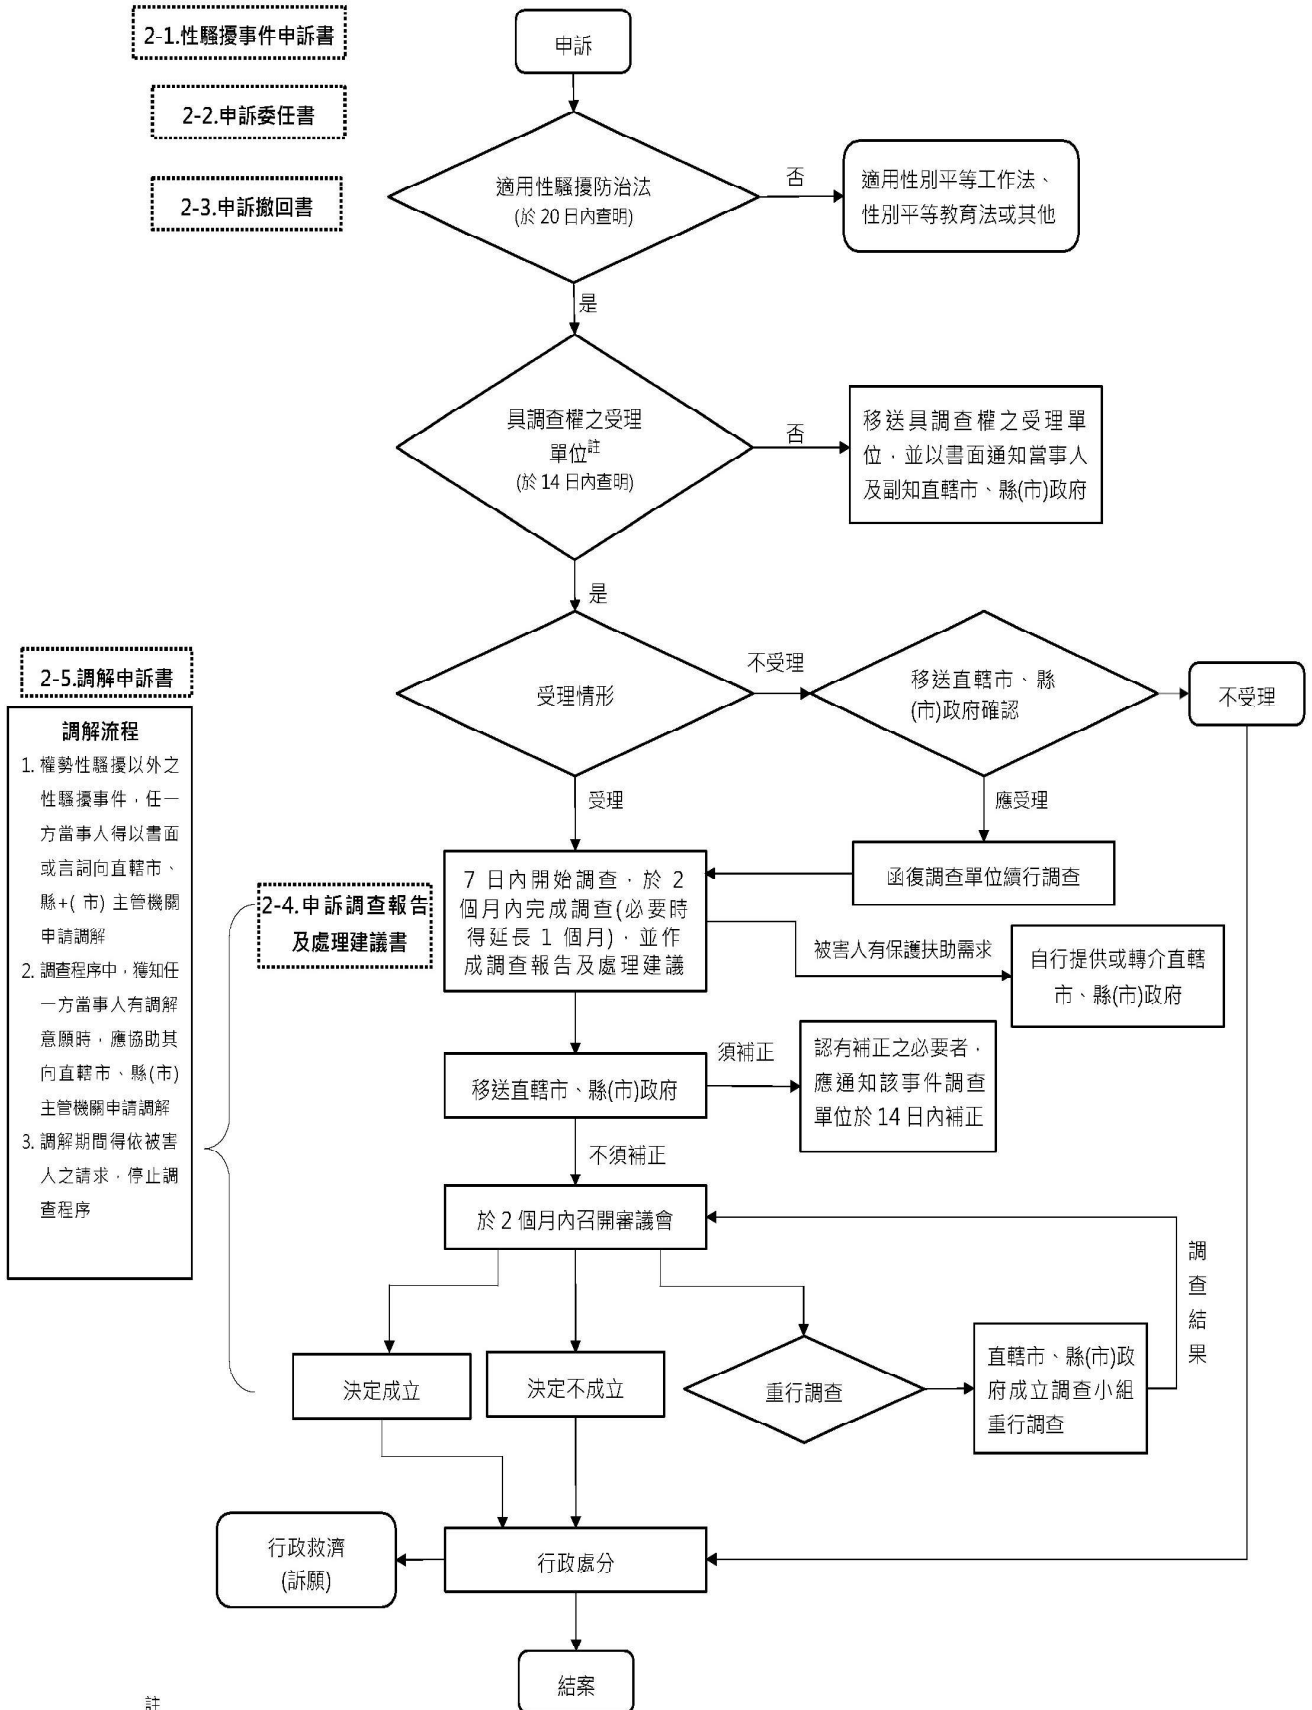 2-1.性騷擾事件申訴書
申訴
2-2.申訴委任書
適用性騷擾防治法
(於 20 日內查明)
否
適用性別平等工作法、
性別平等教育法或其他
2-3.申訴撤回書
是
具調查權之受理
單位註
(於 14 日內查明)
否
移送具調查權之受理單
位，並以書面通知當事人
及副知直轄市、縣(市)政府
是
受理情形
不受理
移送直轄市、縣
(市)政府確認
不受理
2-5.調解申訴書
調解流程
1. 權勢性騷擾以外之
性騷擾事件，任一
方當事人得以書面
或言詞向直轄市、
縣+( 市) 主管機關
申請調解
2. 調查程序中，獲知任
一方當事人有調解
意願時，應協助其
向直轄市、縣(市)
主管機關申請調解
3. 調解期間得依被害
人之請求，停止調
查程序
受理
應受理
函復調查單位續行調查
2-4.申訴調查報告
及處理建議書
7 日內開始調查，於 2
個月內完成調查(必要時
得延長 1 個月)，並作
成調查報告及處理建議
被害人有保護扶助需求
自行提供或轉介直轄
市、縣(市)政府
移送直轄市、縣(市)政府
須補正
認有補正之必要者，
應通知該事件調查
單位於 14 日內補正
不須補正
於 2 個月內召開審議會
調
查
結
果
決定成立
決定不成立
重行調查
直轄市、縣(市)政
府成立調查小組
重行調查
行政救濟
(訴願)
行政處分
結案
註